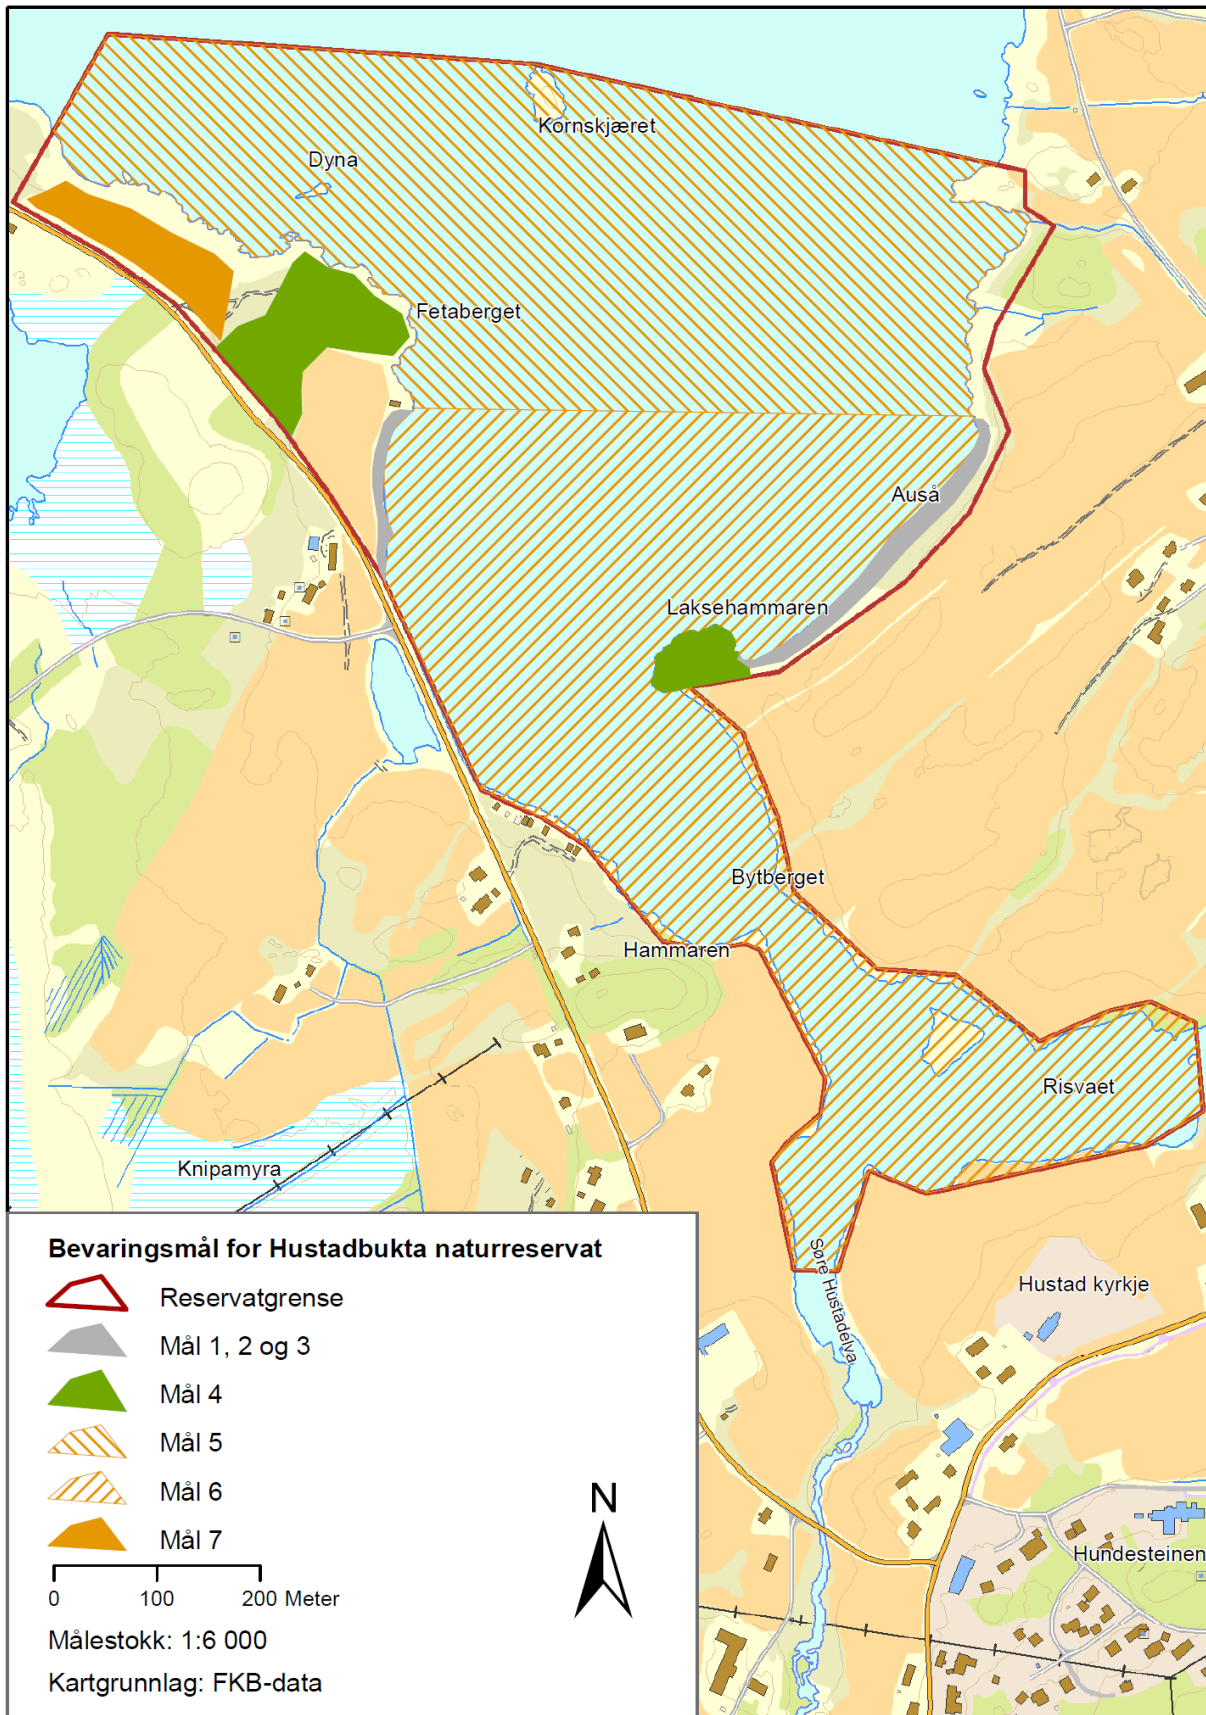 Kornskjæret
Dyna
Fetaberget
Auså
Laksehammaren
Bytberget
Hammaren
Risvaet
Knipamyra
Søre Hustadelva
Hustad kyrkje
Hundesteinen
Bevaringsmål for Hustadbukta naturreservat
Reservatgrense
Mål 1, 2 og 3
Mål 4
Mål 5
Mål 6
Mål 7
N
0 100 200 Meter
Målestokk: 1:6 000
Kartgrunnlag: FKB-data